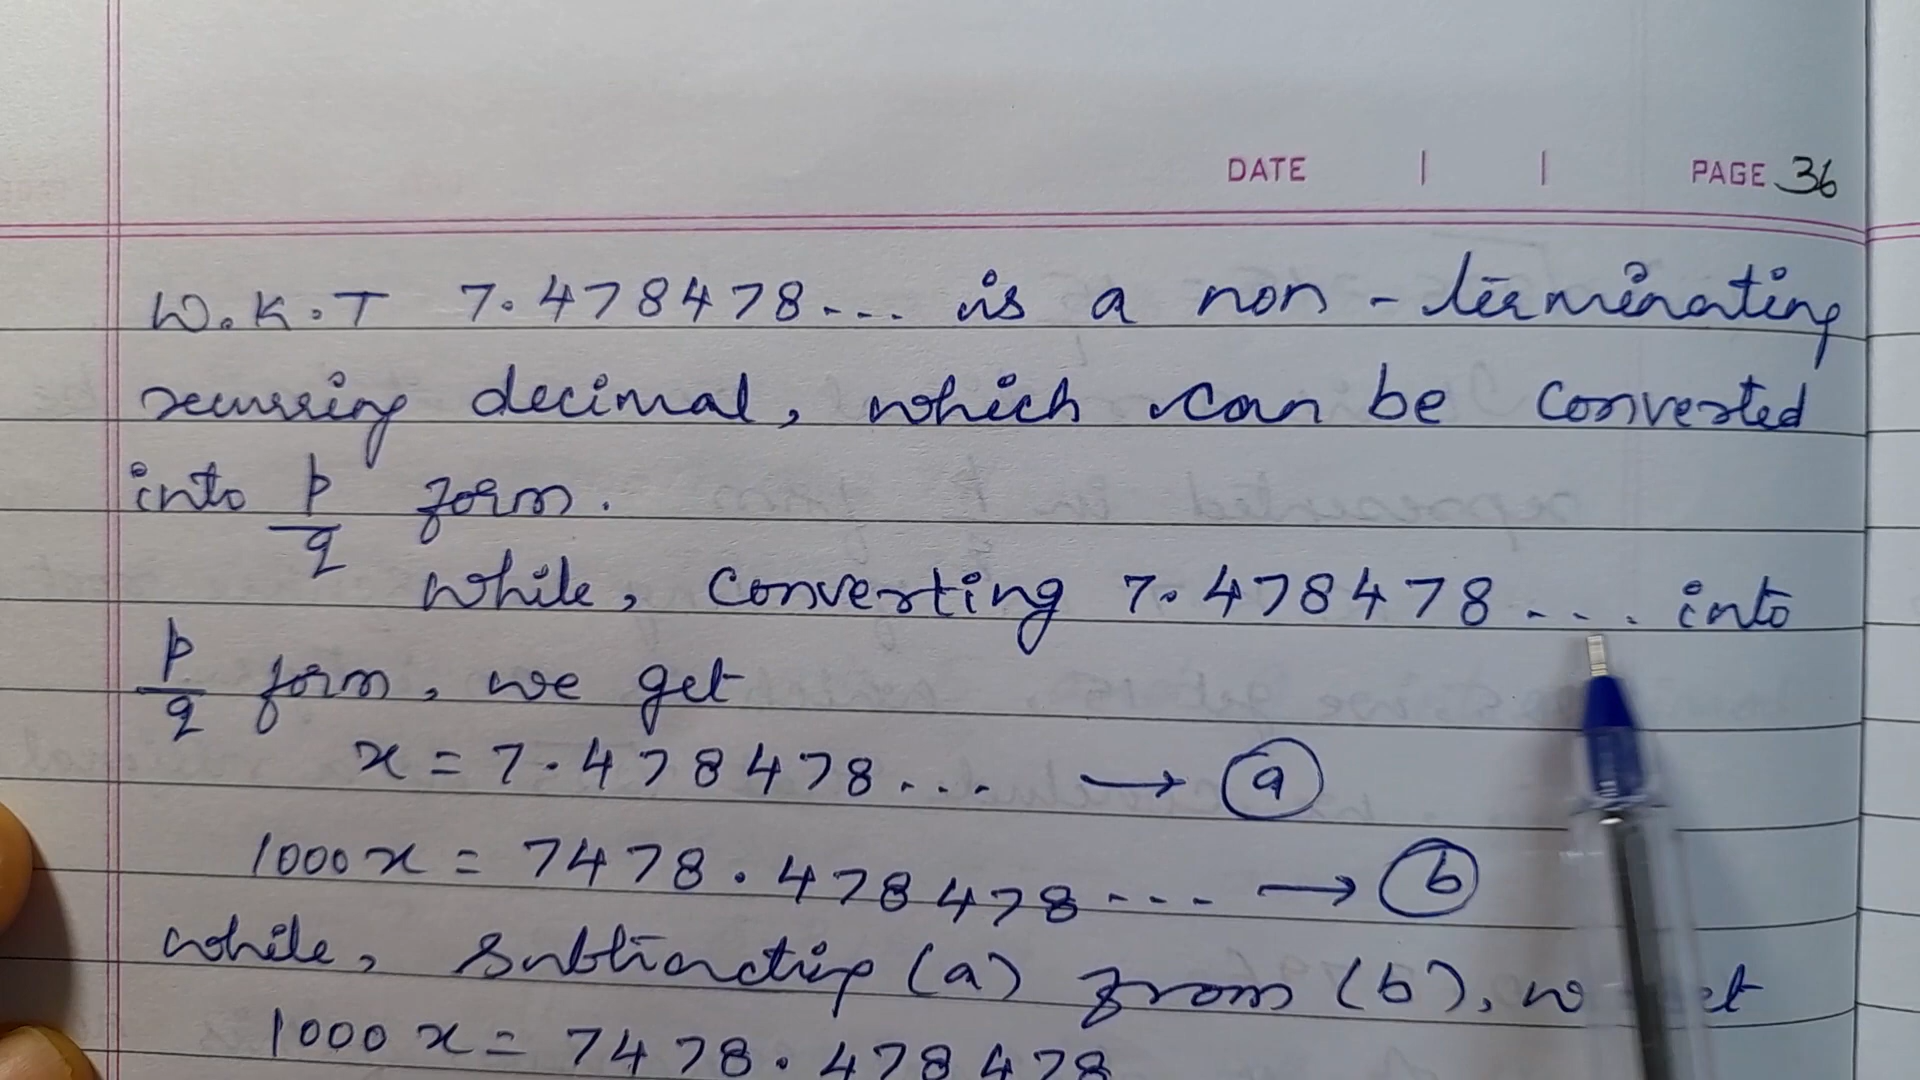 DATE | | PAGE 36
W.K.T 7.478478... is a non-terminating
recurring decimal, which can be converted
into p/q form.
While, converting 7.478478... into
p/q form, we get
x = 7.478478... → (a)
1000x = 7478.478478... → (b)
while, subtracting (a) from (b), w et
1000x = 7478.478478